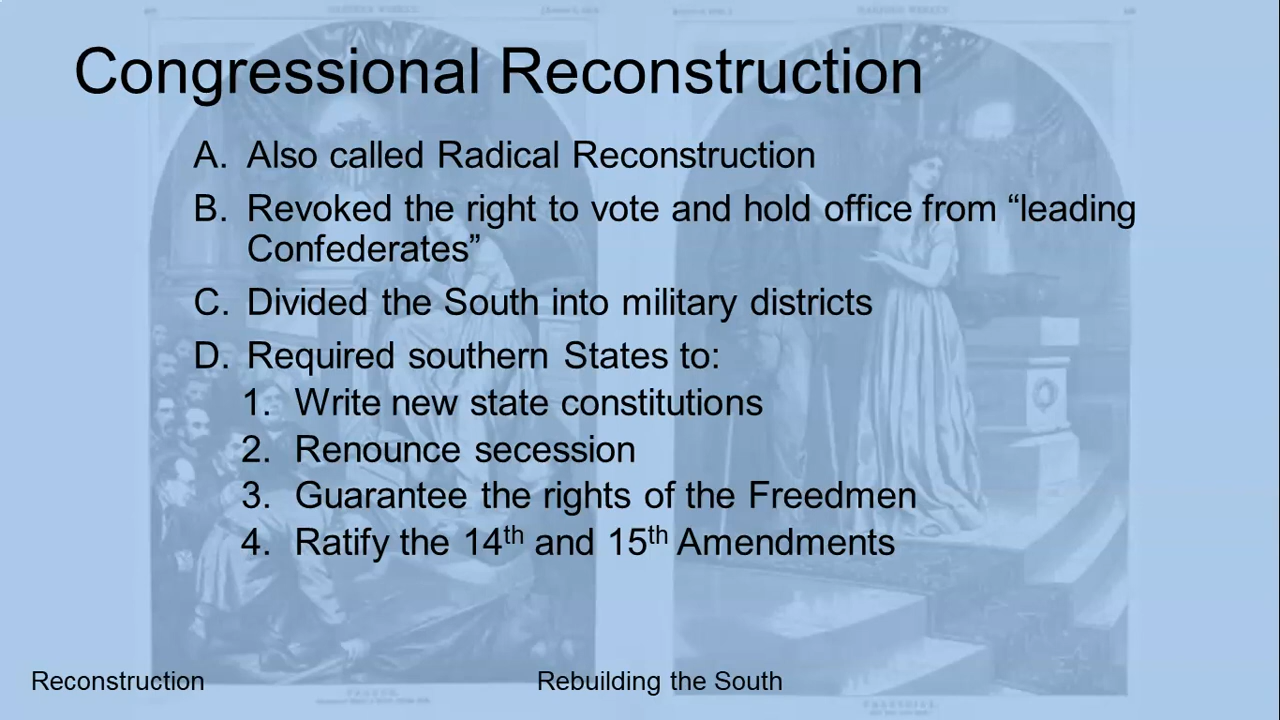 Congressional Reconstruction
A. Also called Radical Reconstruction
B. Revoked the right to vote and hold office from “leading
Confederates”
C. Divided the South into military districts
D. Required southern States to:
1. Write new state constitutions
2. Renounce secession
3. Guarantee the rights of the Freedmen
4. Ratify the 14th and 15th Amendments
Reconstruction
Rebuilding the South